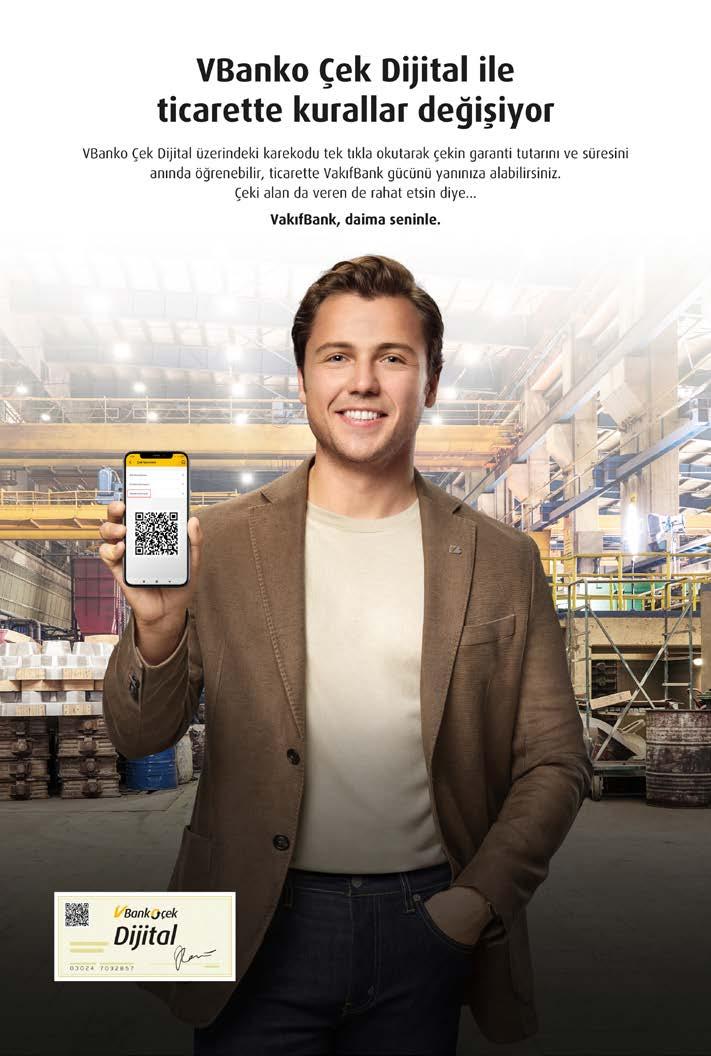 VBanko Çek Dijital ile
ticarette kurallar değişiyor
VBanko Çek Dijital üzerindeki karekodu tek tıkla okutarak çekin garanti tutarını ve süresini
anında öğrenebilir, ticarette VakıfBank gücünü yanınıza alabilirsiniz.
Çeki alan da veren de rahat etsin diye...
VakıfBank, daima seninle.
VBankoçek
Dijital
03024 7092857